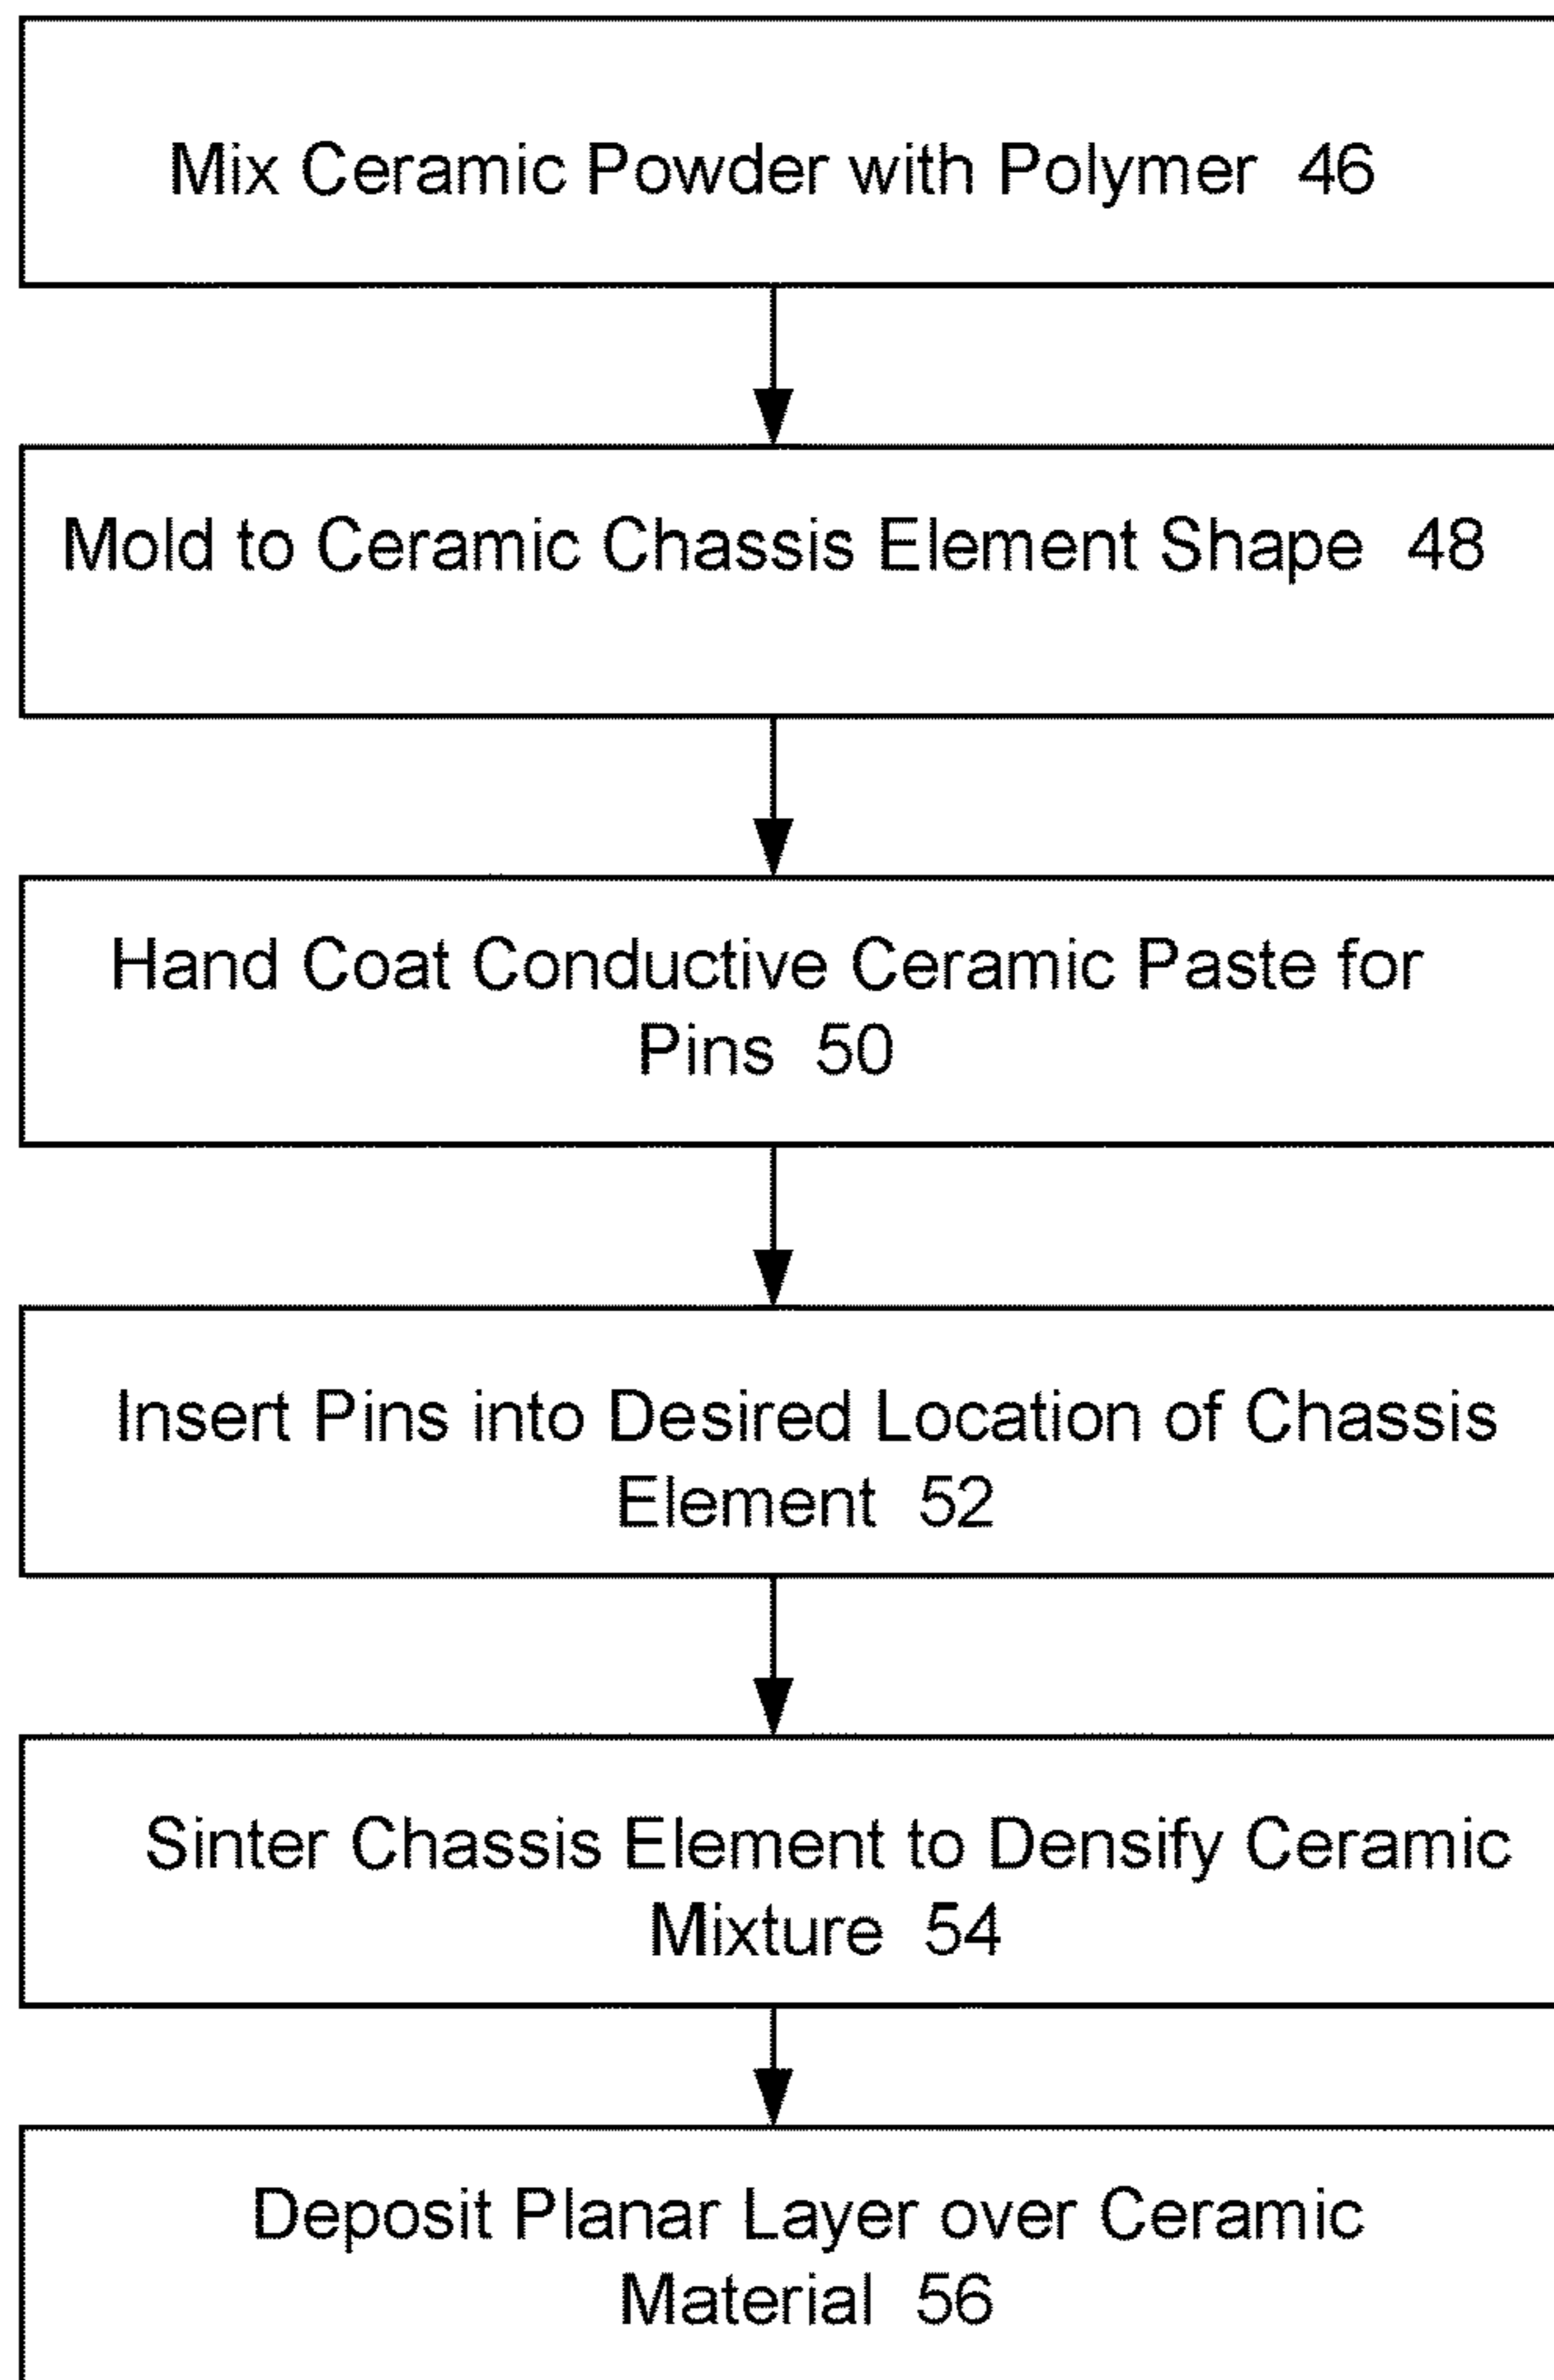 Mix Ceramic Powder with Polymer 46
Mold to Ceramic Chassis Element Shape 48
Hand Coat Conductive Ceramic Paste for
Pins 50
Insert Pins into Desired Location of Chassis
Element 52
Sinter Chassis Element to Densify Ceramic
Mixture 54
Deposit Planar Layer over Ceramic
Material 56